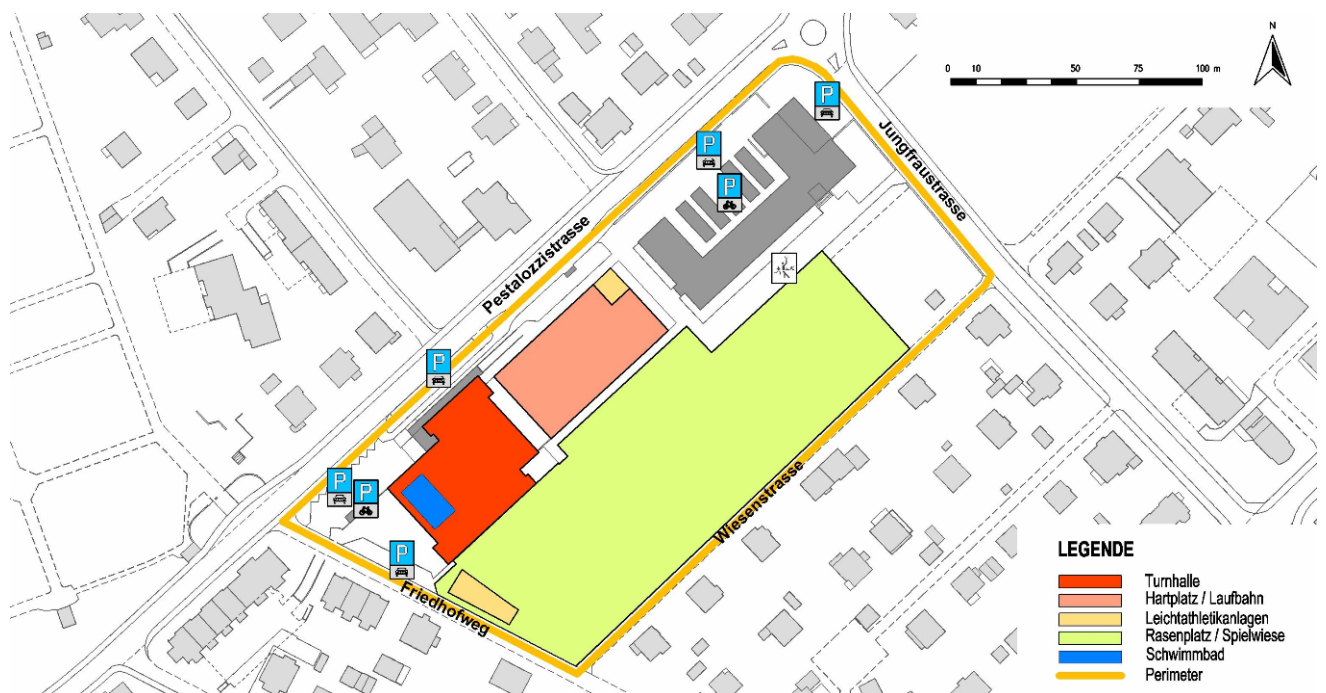 N
0 10 50 75 100 m
P
Jungfraustrasse
P
P
Pestalozzistrasse
P
P
P
Wiesenstrasse
P
Friedhofweg
LEGENDE
Turnhalle
Hartplatz / Laufbahn
Leichtathletikanlagen
Rasenplatz / Spielwiese
Schwimmbad
Perimeter